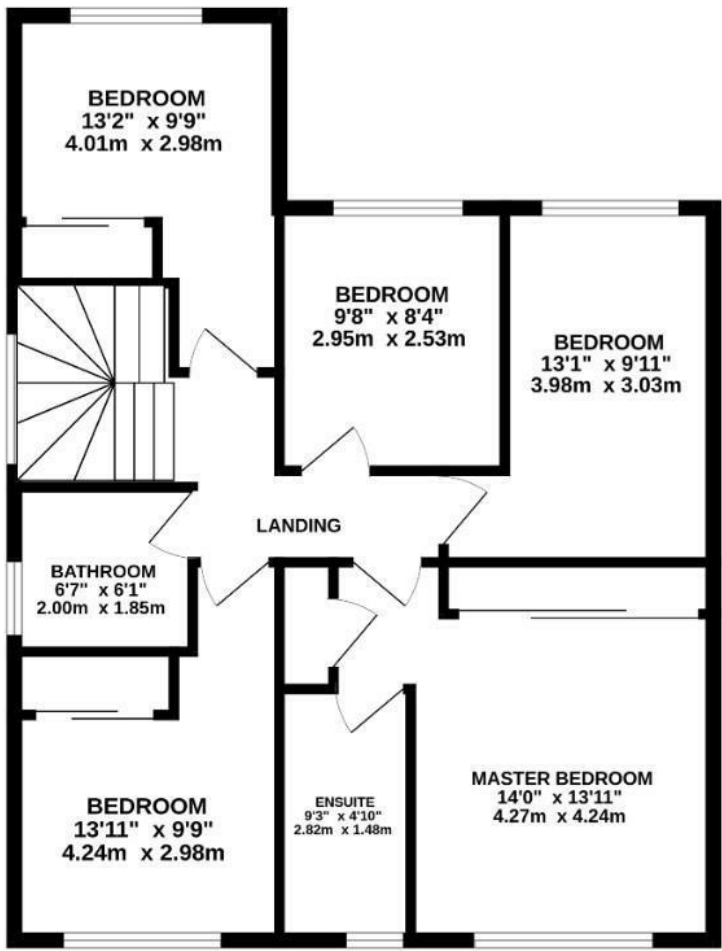 BEDROOM
13'2" x 9'9"
4.01m x 2.98m
BEDROOM
9'8" x 8'4"
2.95m x 2.53m
BEDROOM
13'1" x 9'11"
3.98m x 3.03m
LANDING
BATHROOM
6'7" x 6'1"
2.00m x 1.85m
BEDROOM
13'11" x 9'9"
4.24m x 2.98m
ENSUITE
9'3" x 4'10"
2.82m x 1.48m
MASTER BEDROOM
14'0" x 13'11"
4.27m x 4.24m